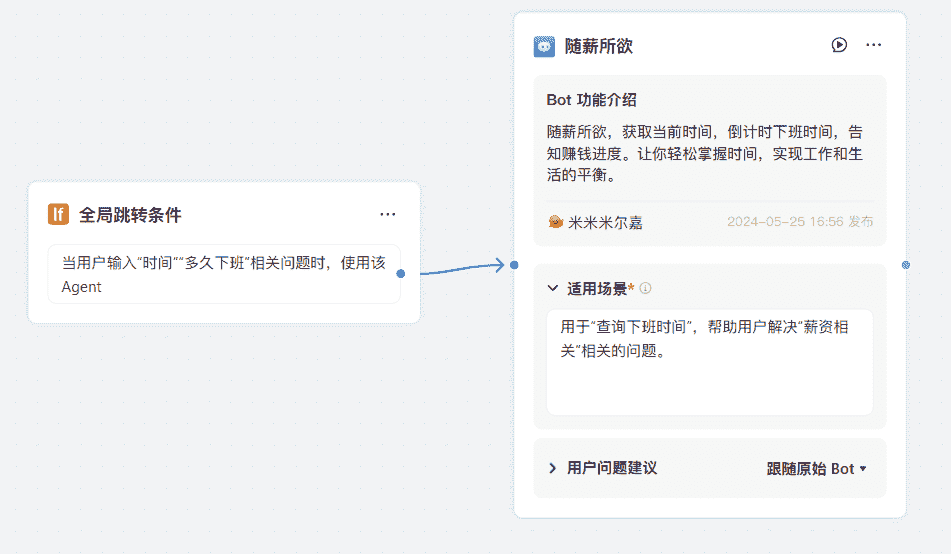 If 全局跳转条件
当用户输入“时间”“多久下班”相关问题时，使用该
Agent
随薪所欲
Bot 功能介绍
随薪所欲，获取当前时间，倒计时下班时间，告
知赚钱进度。让你轻松掌握时间，实现工作和生
活的平衡。
米米米尔嘉 2024-05-25 16:56 发布
适用场景*
用于“查询下班时间”，帮助用户解决“薪资相
关”相关的问题。
用户问题建议 跟随原始 Bot